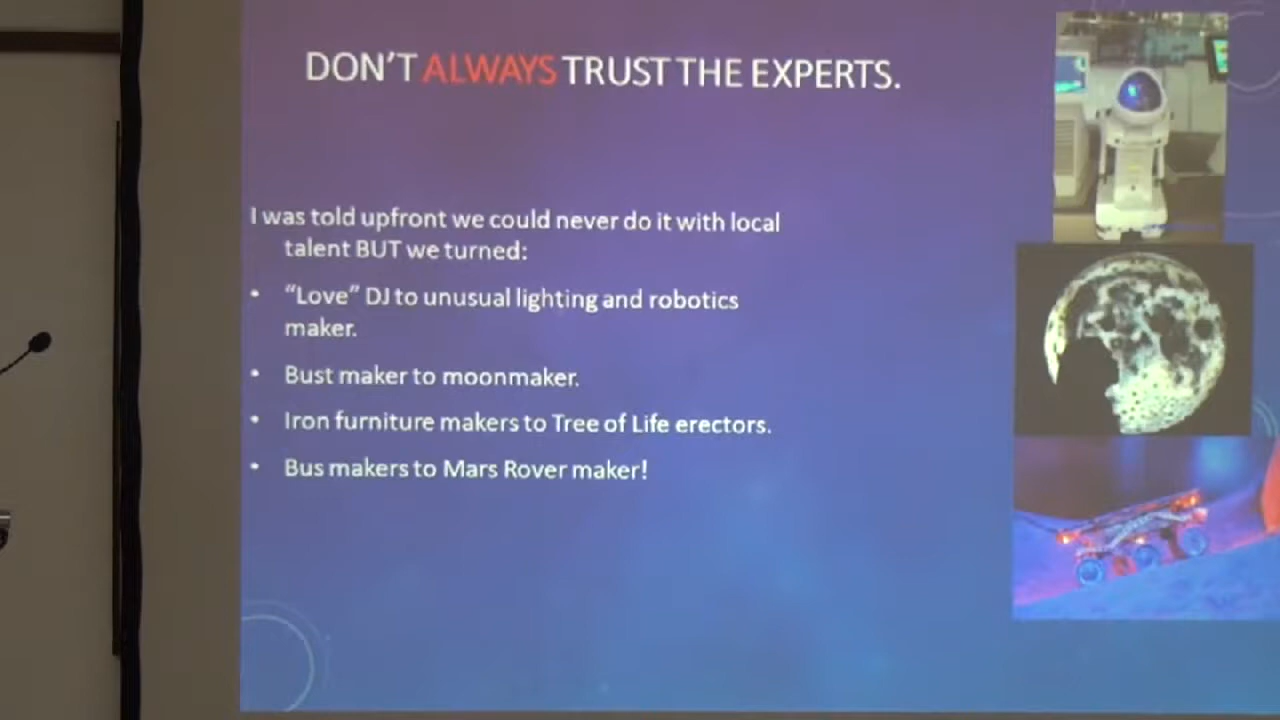 DON'T ALWAYS TRUST THE EXPERTS.
I was told upfront we could never do it with local
talent BUT we turned:
• "Love" DJ to unusual lighting and robotics
maker.
• Bust maker to moonmaker.
• Iron furniture makers to Tree of Life erectors.
• Bus makers to Mars Rover maker!